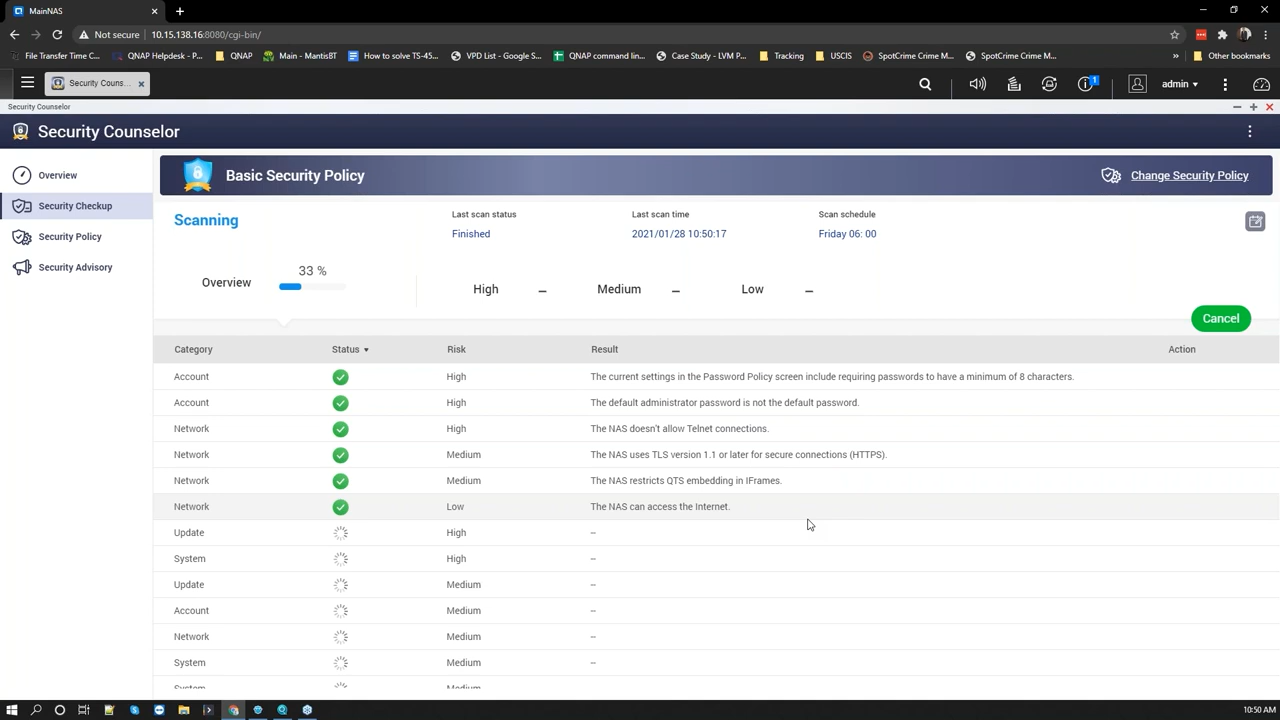 MainNAS
Not secure 10.15.138.16:8080/cgi-bin/
File Transfer Time C... QNAP Helpdesk - P... QNAP Main - MantisBT How to solve TS-45... VPD List - Google S... QNAP command lin... Case Study - LVM P... Tracking USCIS SpotCrime Crime M... SpotCrime Crime M... » Other bookmarks
Security Couns... 1 admin
Security Counselor
Security Counselor
Overview
Security Checkup
Security Policy
Security Advisory
Basic Security Policy Change Security Policy
Scanning
Last scan status Last scan time Scan schedule
Finished 2021/01/28 10:50:17 Friday 06: 00
33 %
Overview High – Medium – Low –
Cancel
Category Status Risk Result Action
Account High The current settings in the Password Policy screen include requiring passwords to have a minimum of 8 characters.
Account High The default administrator password is not the default password.
Network High The NAS doesn't allow Telnet connections.
Network Medium The NAS uses TLS version 1.1 or later for secure connections (HTTPS).
Network Medium The NAS restricts QTS embedding in IFrames.
Network Low The NAS can access the Internet.
Update High --
System High --
Update Medium --
Account Medium --
Network Medium --
System Medium --
System Medium
10:50 AM